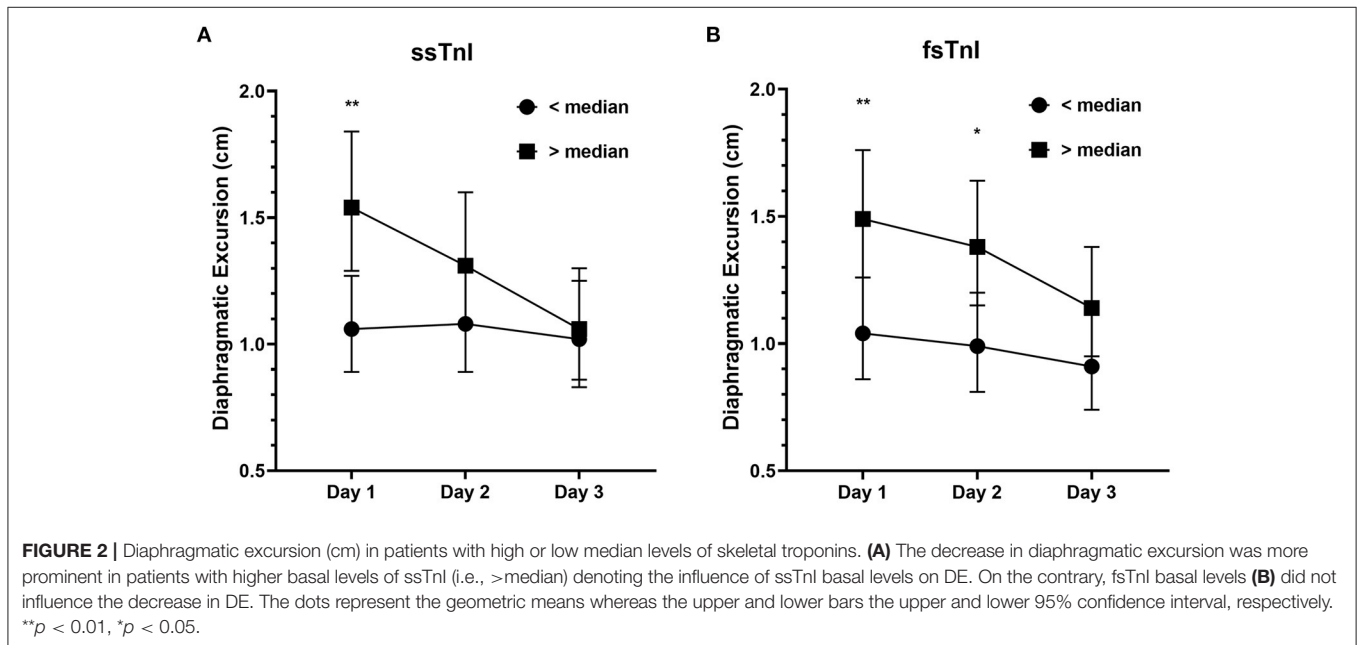 A
ssTnI
**
< median
> median
Diaphragmatic Excursion (cm)
2.0
1.5
1.0
0.5
Day 1 Day 2 Day 3
B
fsTnI
**
*
< median
> median
Diaphragmatic Excursion (cm)
2.0
1.5
1.0
0.5
Day 1 Day 2 Day 3
FIGURE 2 | Diaphragmatic excursion (cm) in patients with high or low median levels of skeletal troponins. (A) The decrease in diaphragmatic excursion was more
prominent in patients with higher basal levels of ssTnI (i.e., >median) denoting the influence of ssTnI basal levels on DE. On the contrary, fsTnI basal levels (B) did not
influence the decrease in DE. The dots represent the geometric means whereas the upper and lower bars the upper and lower 95% confidence interval, respectively.
**p < 0.01, *p < 0.05.